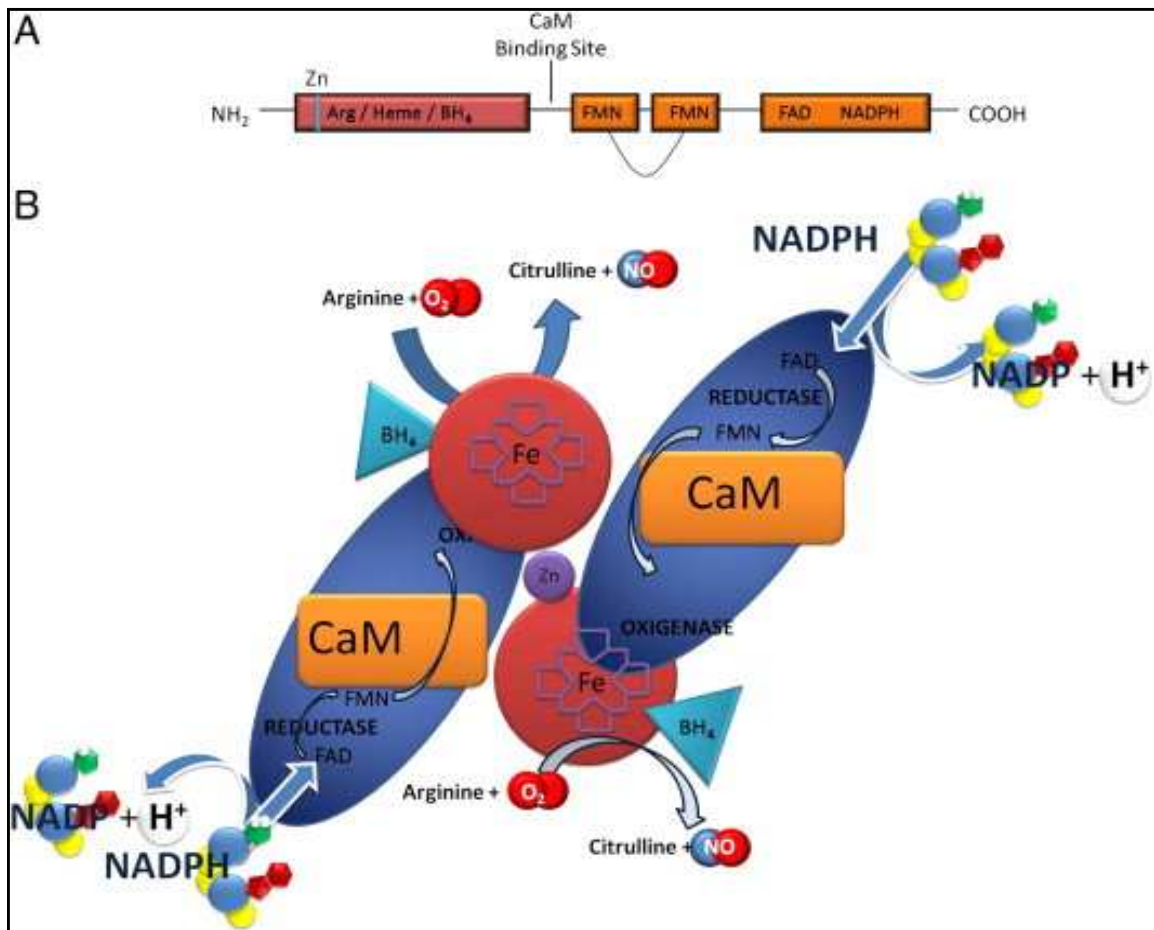 A
CaM
Binding Site
Zn
NH₂
Arg / Heme / BH₄
FMN
FMN
FAD NADPH
COOH
B
NADPH
Citrulline + NO
Arginine + O₂
NADP + H⁺
FAD
REDUCTASE
FMN
BH₄
Fe
CaM
OXI
Zn
CaM
OXIGENASE
Fe
FMN
BH₄
REDUCTASE
FAD
Arginine + O₂
NADP + H⁺
Citrulline + NO
NADPH